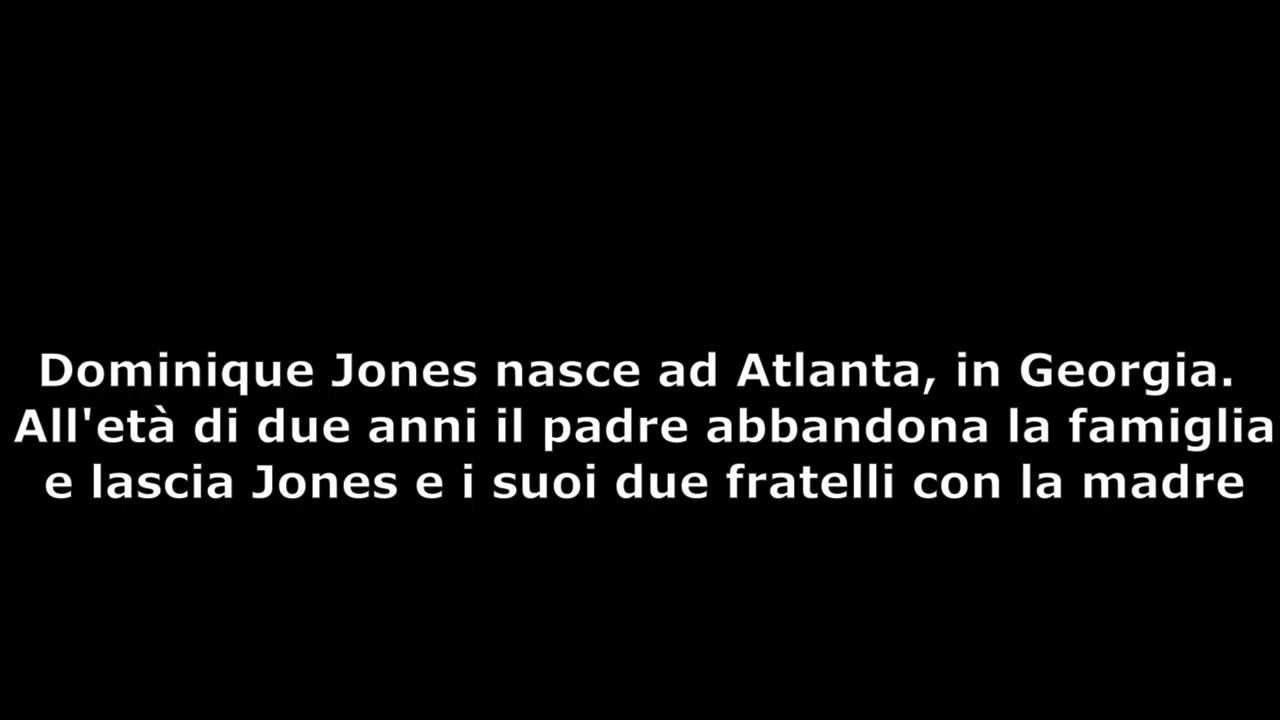 Dominique Jones nasce ad Atlanta, in Georgia.
All'età di due anni il padre abbandona la famiglia
e lascia Jones e i suoi due fratelli con la madre